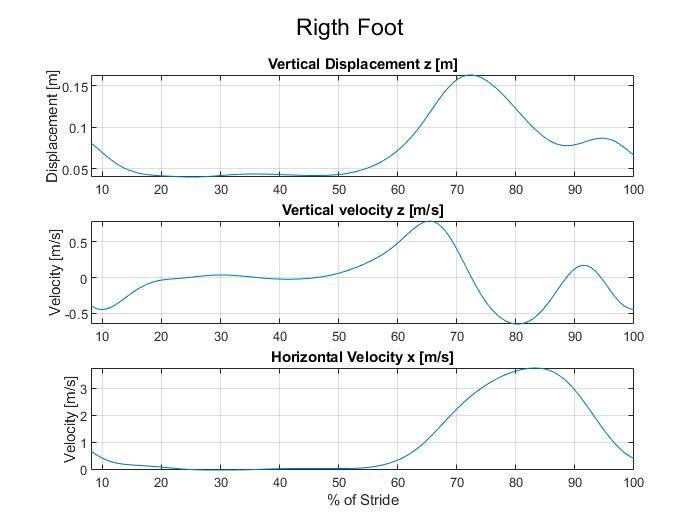 Rigth Foot
Vertical Displacement z [m]
Displacement [m]
0.15
0.1
0.05
10 20 30 40 50 60 70 80 90 100
Vertical velocity z [m/s]
Velocity [m/s]
0.5
0
-0.5
10 20 30 40 50 60 70 80 90 100
Horizontal Velocity x [m/s]
Velocity [m/s]
3
2
1
0
10 20 30 40 50 60 70 80 90 100
% of Stride